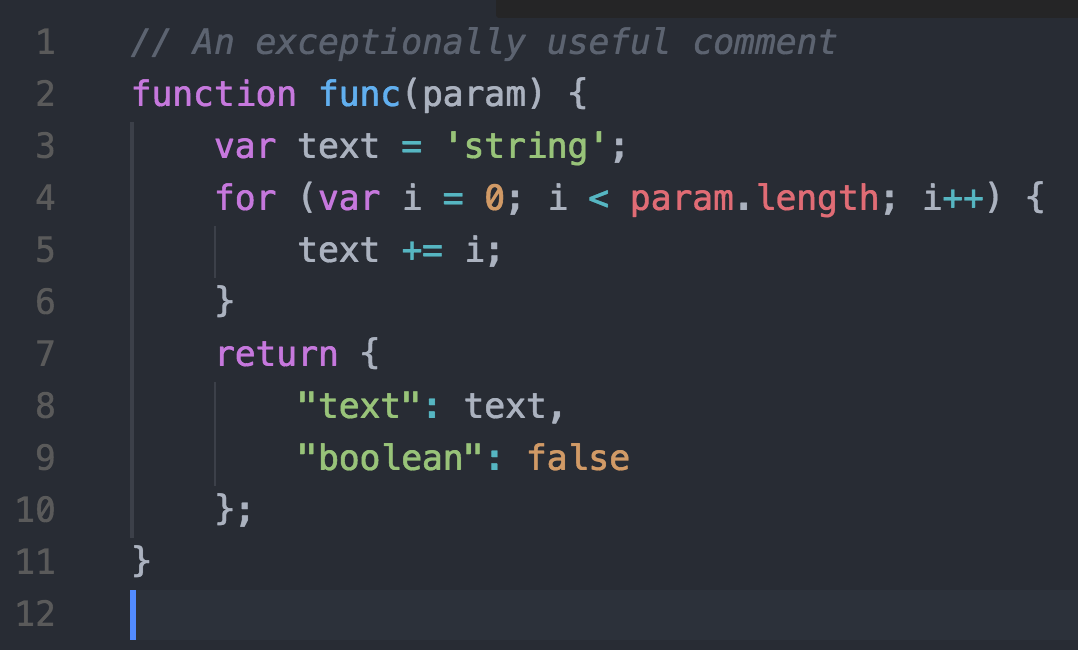 1 // An exceptionally useful comment
2 function func(param) {
3     var text = 'string';
4     for (var i = 0; i < param.length; i++) {
5         text += i;
6     }
7     return {
8         "text": text,
9         "boolean": false
10     };
11 }
12